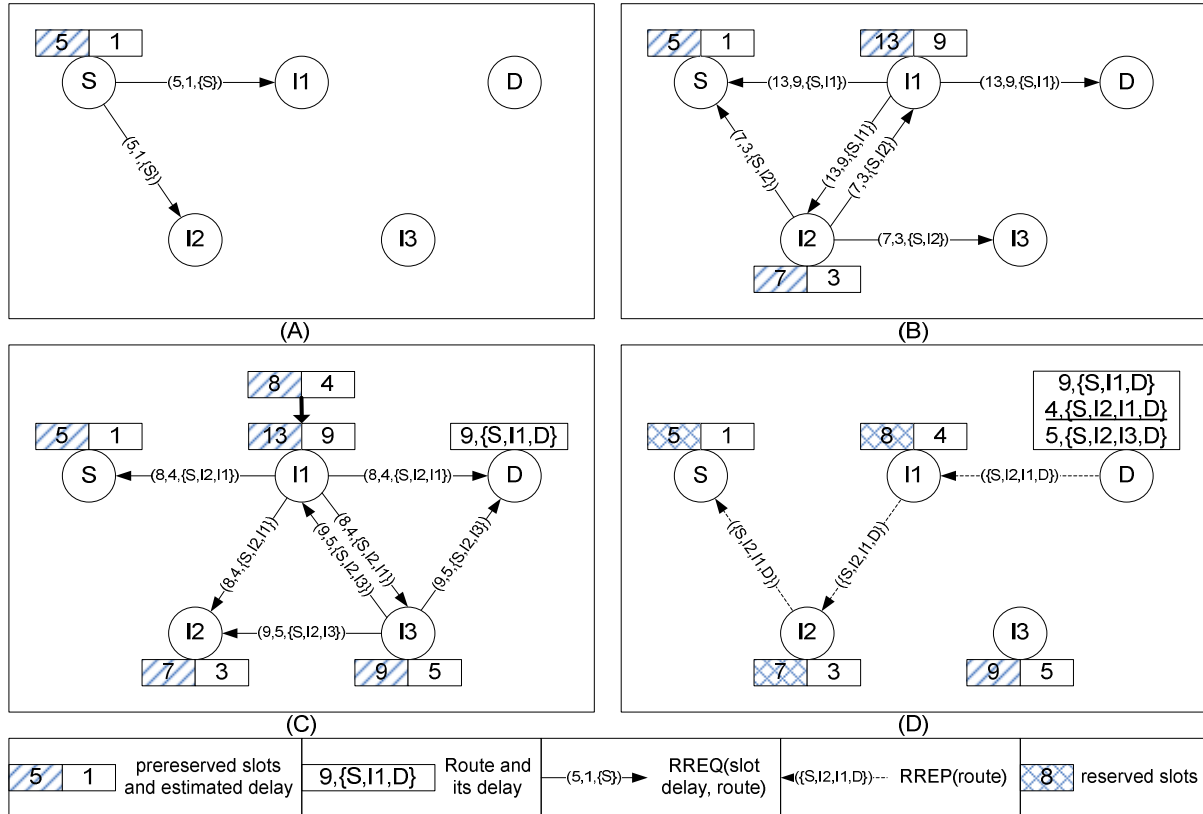 5 1
S
(5,1,{S})
I1
D
(5,1,{S})
I2
I3
(A)
5 1
13 9
S
(13,9,{S,I1})
I1
(13,9,{S,I1})
D
(7,3,{S,I2})
(13,9,{S,I1})
(7,3,{S,I2})
I2
(7,3,{S,I2})
I3
7 3
(B)
8 4
5 1
13 9
9,{S,I1,D}
S
(8,4,{S,I2,I1})
I1
(8,4,{S,I2,I1})
D
(8,4,{S,I2,I1})
(9,5,{S,I2,I3})
(8,4,{S,I2,I1})
(9,5,{S,I2,I3})
I2
(9,5,{S,I2,I3})
I3
7 3
9 5
(C)
9,{S,I1,D}
4,{S,I2,I1,D}
5,{S,I2,I3,D}
5 1
8 4
S
I1
({S,I2,I1,D})
D
({S,I2,I1,D})
({S,I2,I1,D})
I2
I3
7 3
9 5
(D)
5 1
prereserved slots
and estimated delay
9,{S,I1,D}
Route and
its delay
(5,1,{S})
RREQ(slot
delay, route)
({S,I2,I1,D})
RREP(route)
8
reserved slots